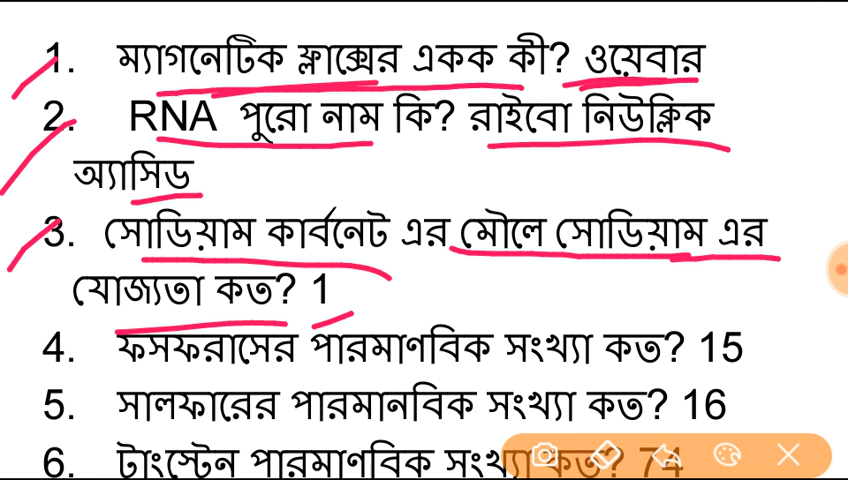 1. ম্যাগনেটিক ফ্লাক্সের একক কী? ওয়েবার
2. RNA পুরো নাম কি? রাইবো নিউক্লিক
অ্যাসিড
3. সোডিয়াম কার্বনেট এর মৌলে সোডিয়াম এর
যোজ্যতা কত? 1
4. ফসফরাসের পারমাণবিক সংখ্যা কত? 15
5. সালফারের পারমানবিক সংখ্যা কত? 16
6. টাংস্টেন পারমাণবিক সংখ্যা কত? 74